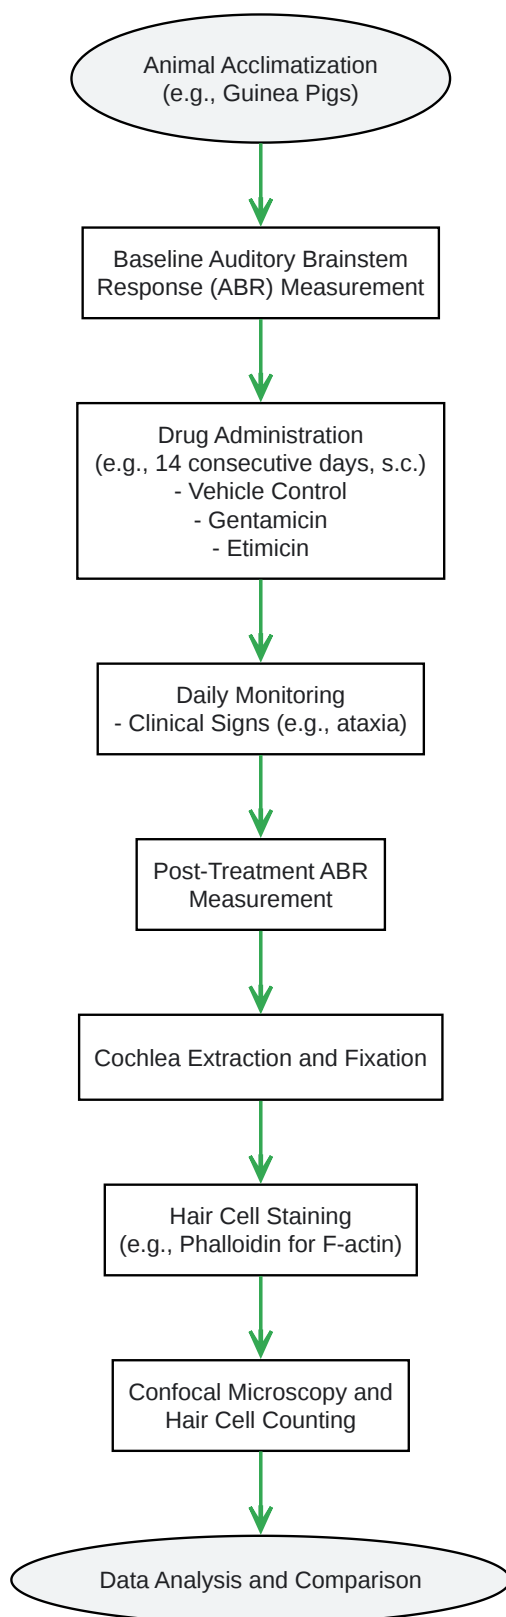 Animal Acclimatization
(e.g., Guinea Pigs)
Baseline Auditory Brainstem
Response (ABR) Measurement
Drug Administration
(e.g., 14 consecutive days, s.c.)
- Vehicle Control
- Gentamicin
- Etimicin
Daily Monitoring
- Clinical Signs (e.g., ataxia)
Post-Treatment ABR
Measurement
Cochlea Extraction and Fixation
Hair Cell Staining
(e.g., Phalloidin for F-actin)
Confocal Microscopy and
Hair Cell Counting
Data Analysis and Comparison